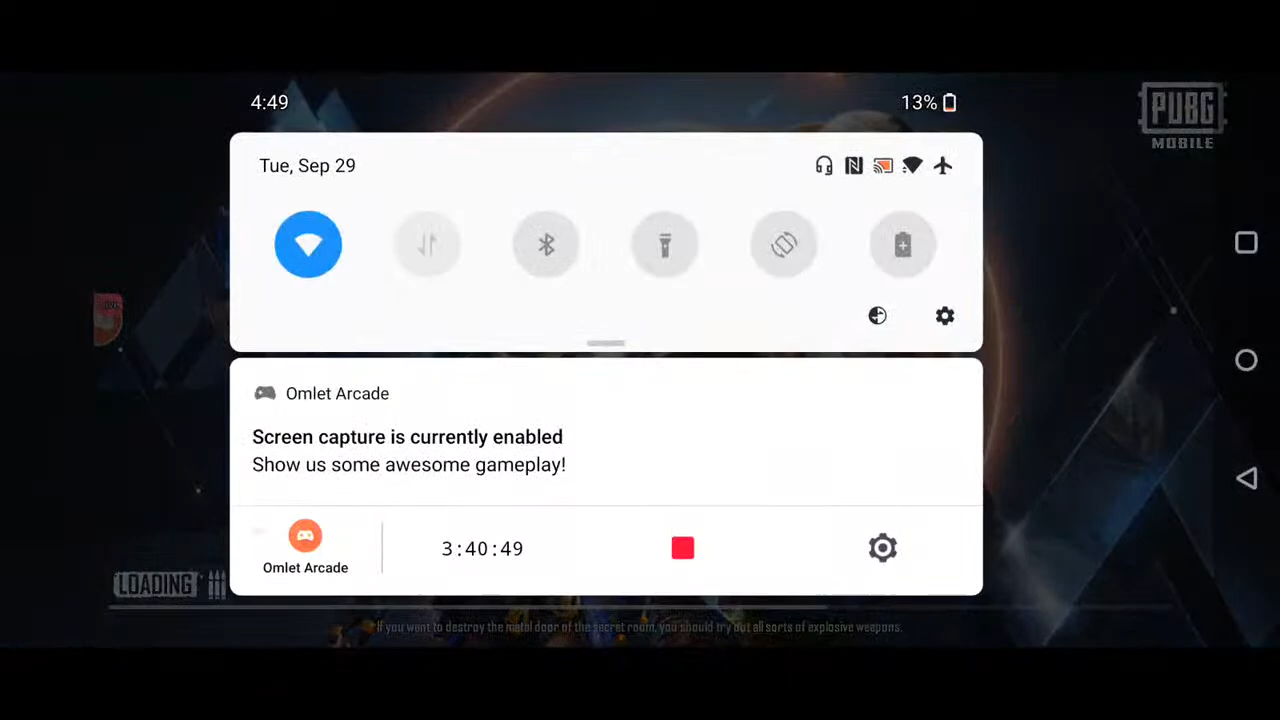 4:49
13%
PUBG
MOBILE
Tue, Sep 29
Omlet Arcade
Screen capture is currently enabled
Show us some awesome gameplay!
Omlet Arcade
3:40:49
LOADING
If you want to destroy the metal door of the secret room, you should try out all sorts of explosive weapons.